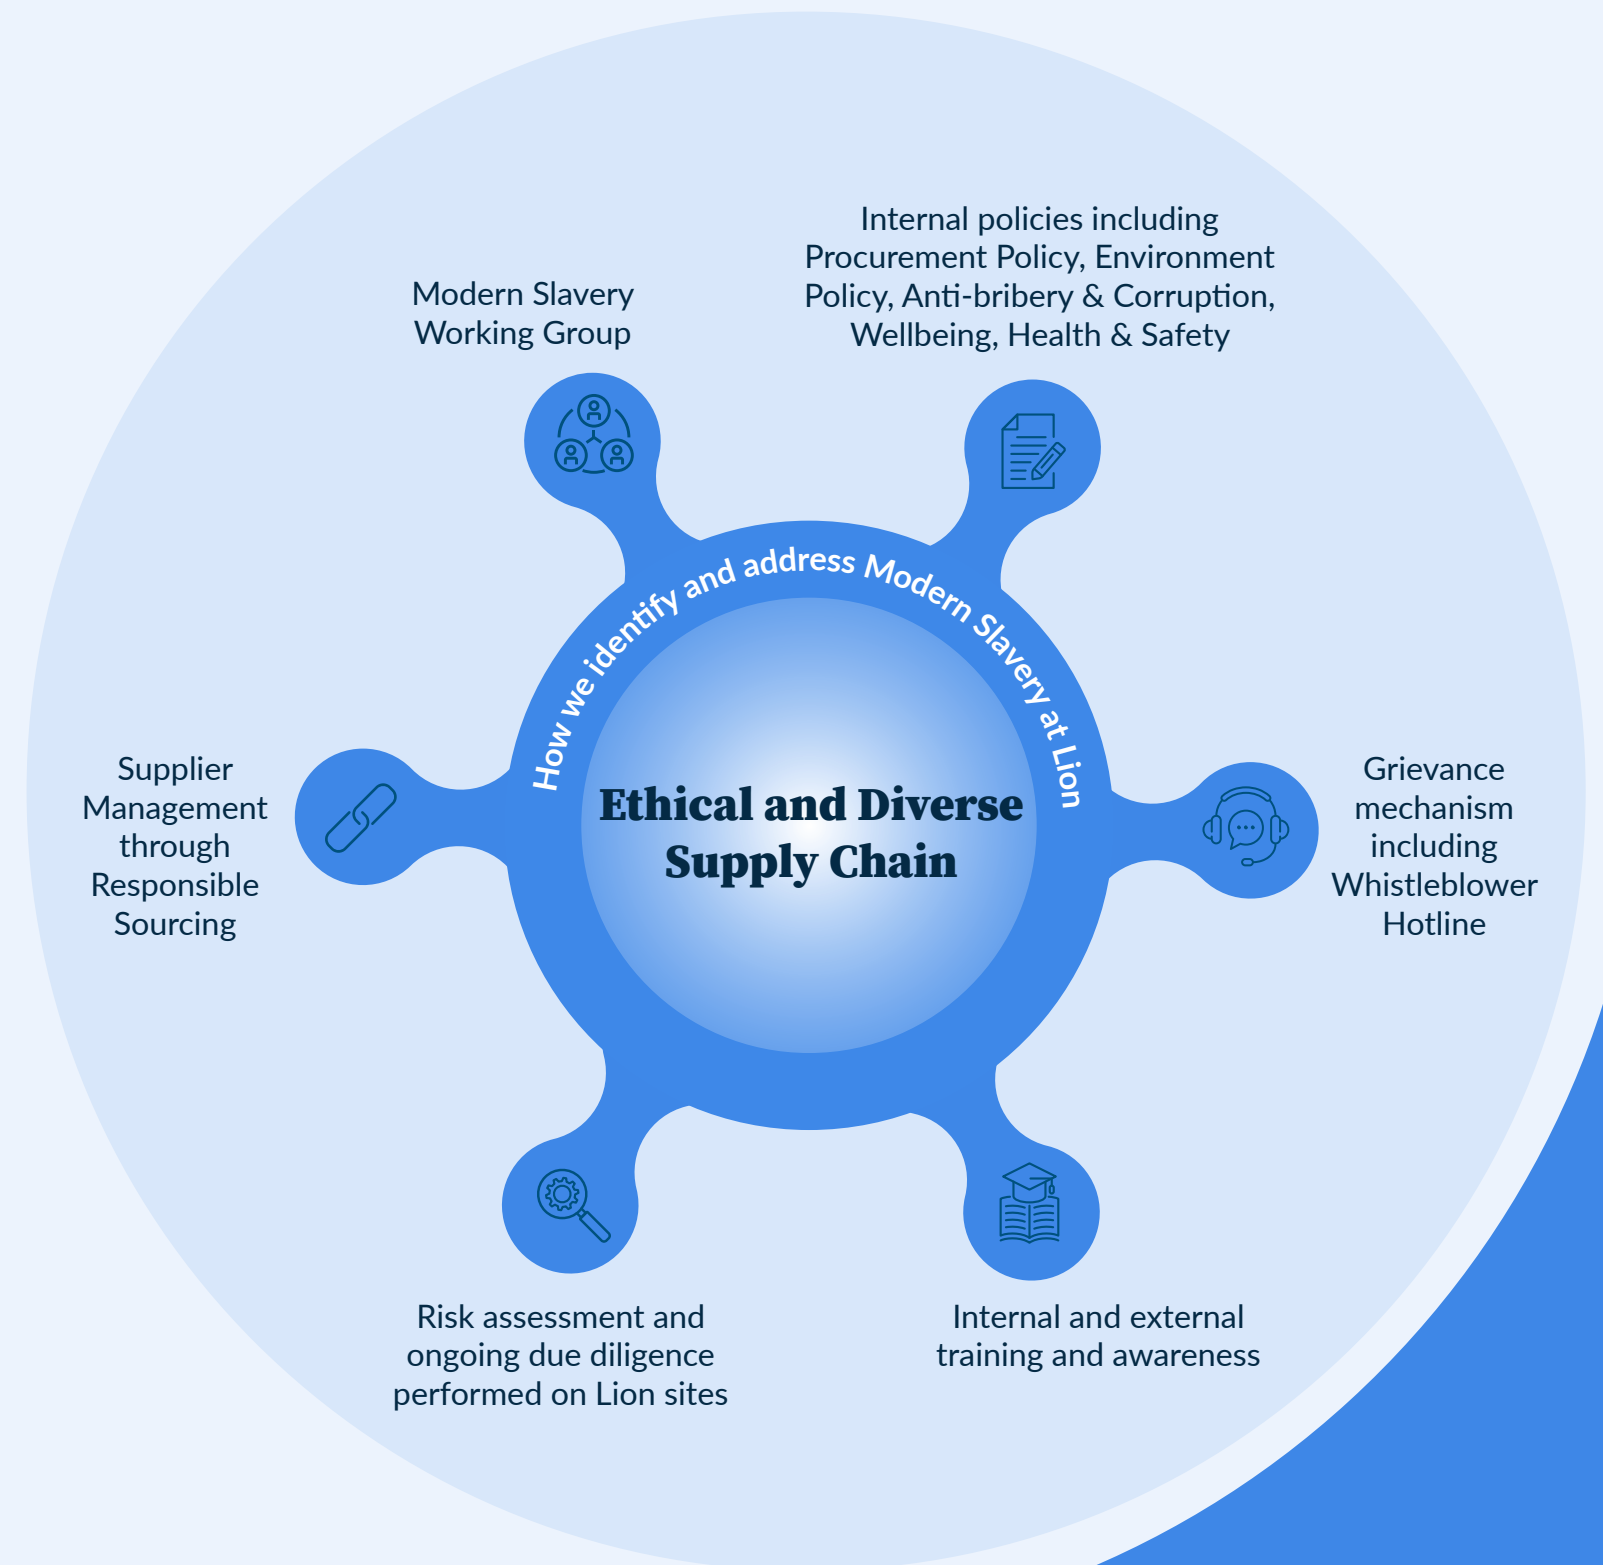 Internal policies including
Procurement Policy, Environment
Policy, Anti-bribery & Corruption,
Wellbeing, Health & Safety
Modern Slavery
Working Group
How we identify and address Modern Slavery at Lion
Ethical and Diverse
Supply Chain
Supplier
Management
through
Responsible
Sourcing
Grievance
mechanism
including
Whistleblower
Hotline
Risk assessment and
ongoing due diligence
performed on Lion sites
Internal and external
training and awareness